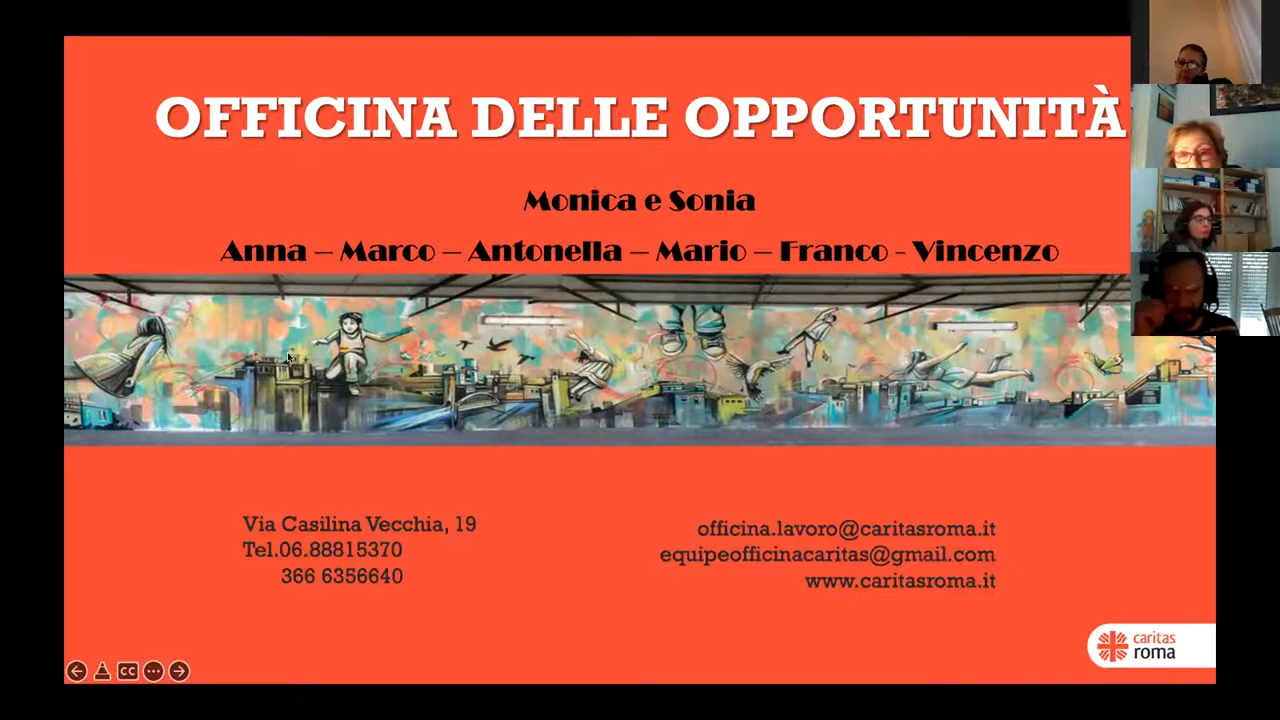 OFFICINA DELLE OPPORTUNITÀ
Monica e Sonia
Anna – Marco – Antonella – Mario – Franco - Vincenzo
Via Casilina Vecchia, 19
Tel.06.88815370
366 6356640
officina.lavoro@caritasroma.it
equipeofficinacaritas@gmail.com
www.caritasroma.it
caritas
roma
CC